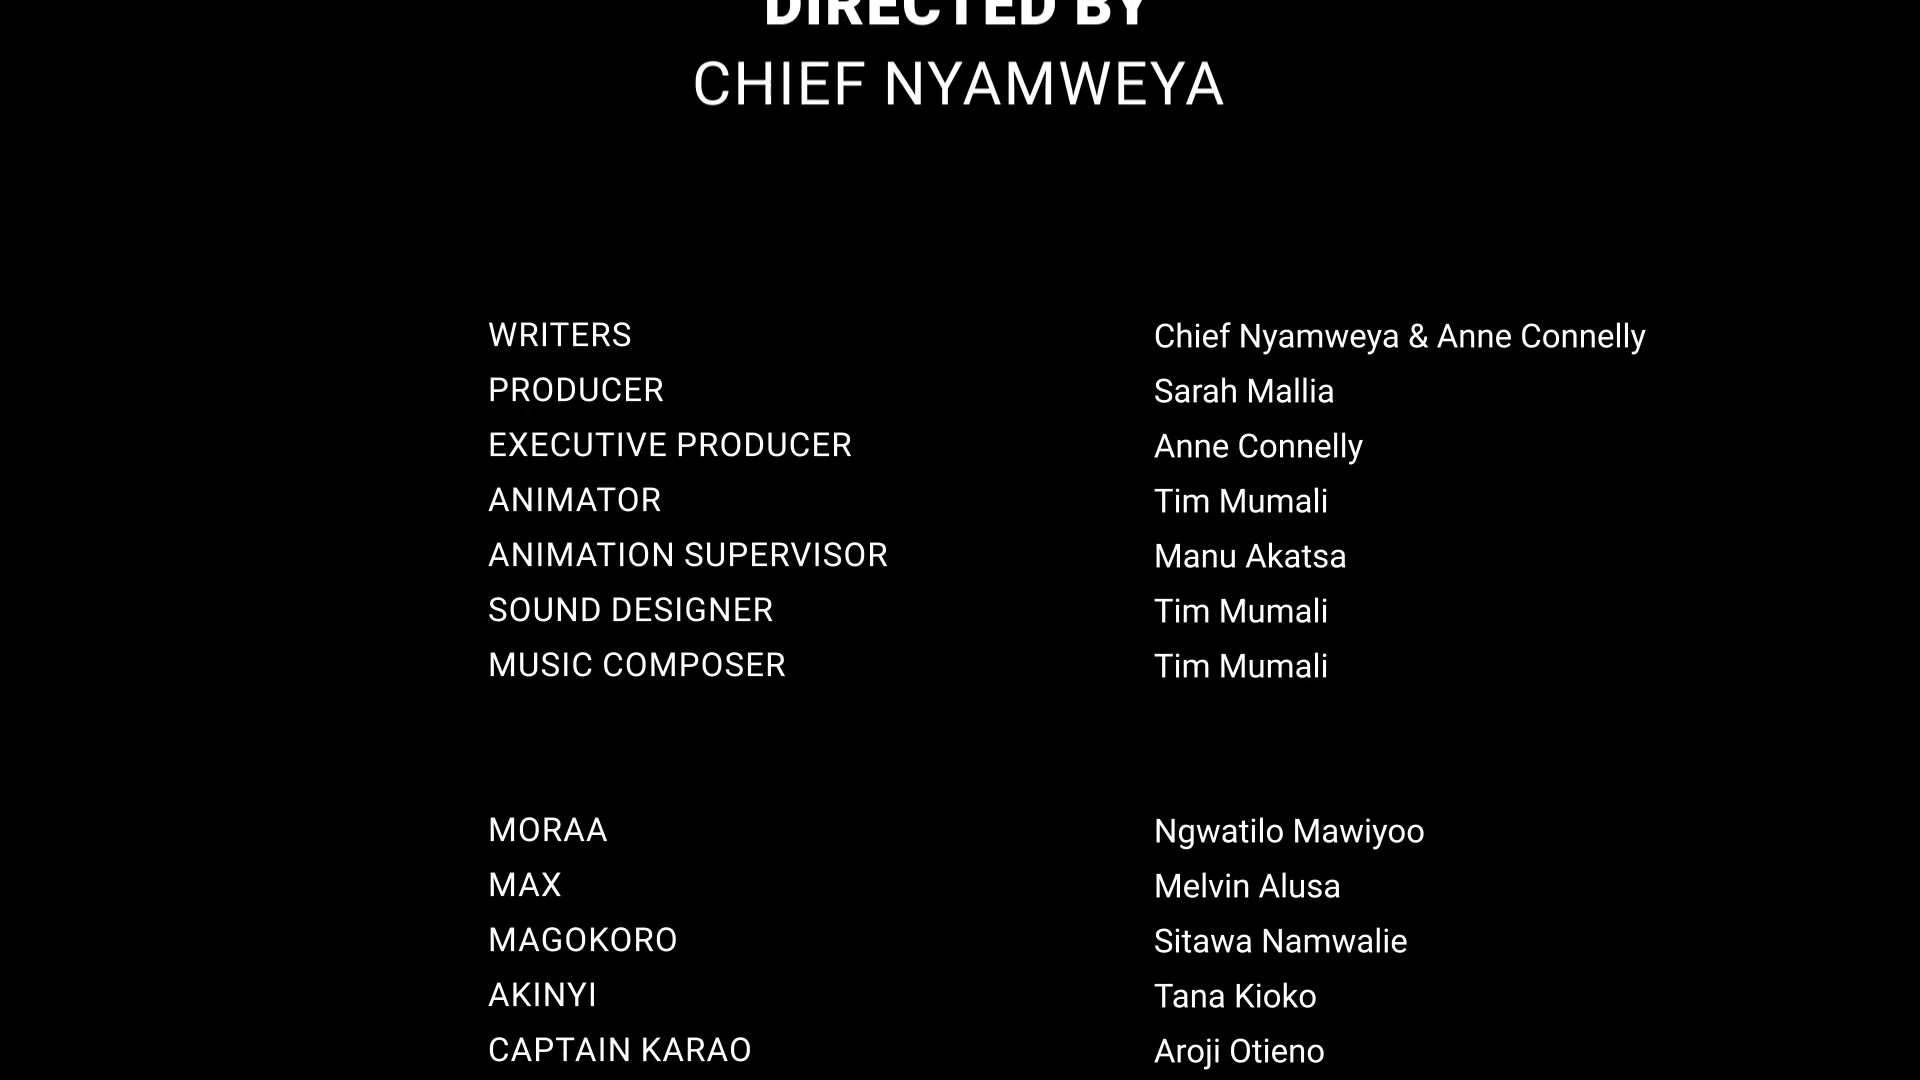 DIRECTED BY
CHIEF NYAMWEYA
WRITERS Chief Nyamweya & Anne Connelly
PRODUCER Sarah Mallia
EXECUTIVE PRODUCER Anne Connelly
ANIMATOR Tim Mumali
ANIMATION SUPERVISOR Manu Akatsa
SOUND DESIGNER Tim Mumali
MUSIC COMPOSER Tim Mumali
MORAA Ngwatilo Mawiyoo
MAX Melvin Alusa
MAGOKORO Sitawa Namwalie
AKINYI Tana Kioko
CAPTAIN KARAO Aroji Otieno